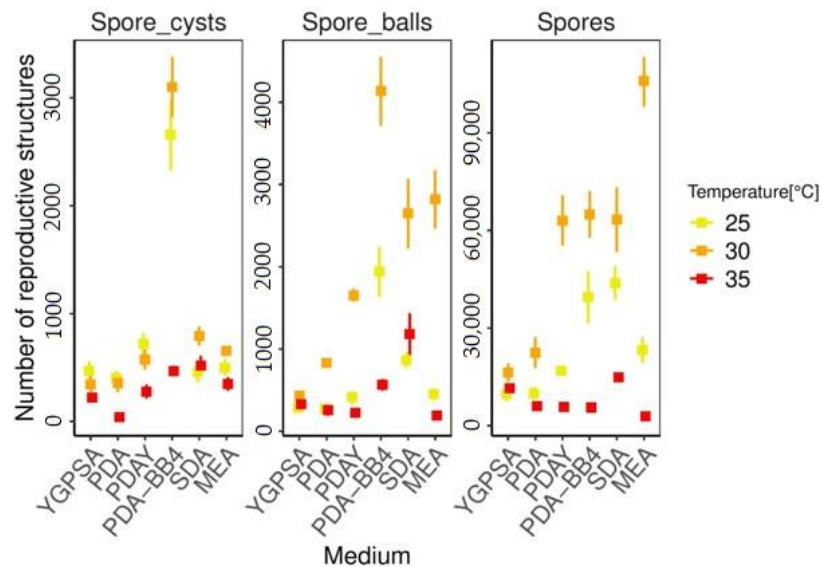 Spore_cysts Spore_balls Spores
Number of reproductive structures
3000
2000
1000
0
4000
3000
2000
1000
0
90,000
60,000
30,000
0
YGPSA PDA PDAY PDA-BB4 SDA MEA
YGPSA PDA PDAY PDA-BB4 SDA MEA
YGPSA PDA PDAY PDA-BB4 SDA MEA
Medium
Temperature[°C]
25
30
35